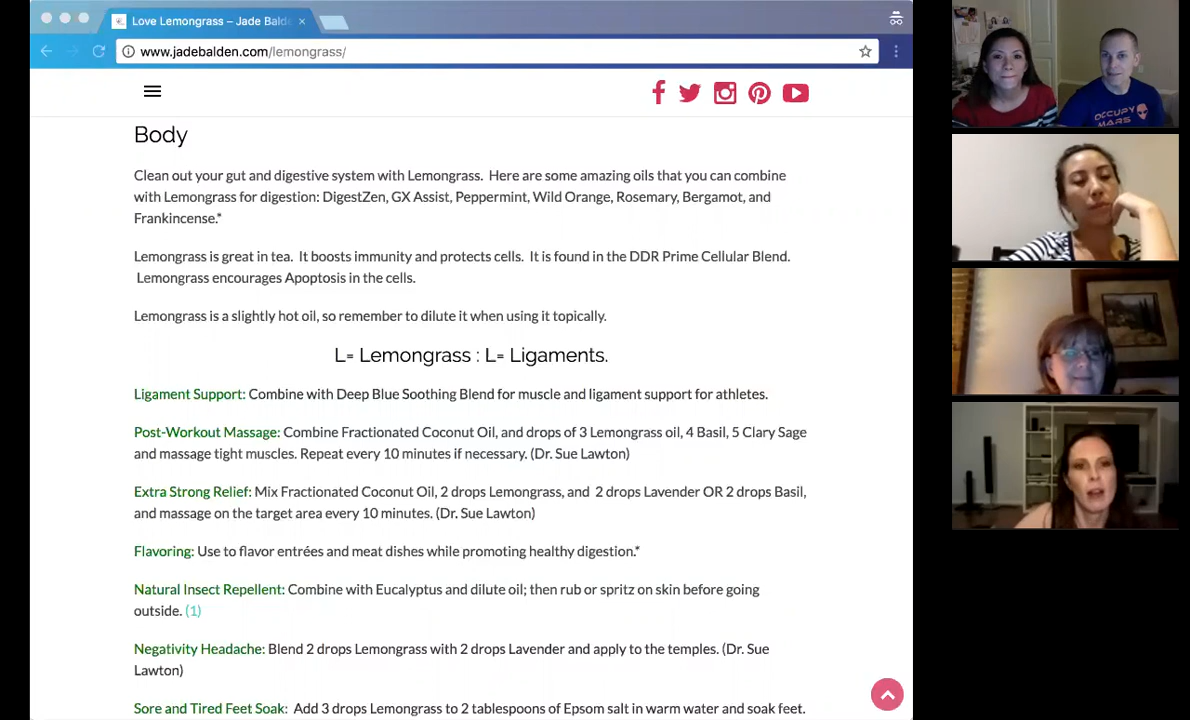 Love Lemongrass – Jade Bald
www.jadebalden.com/lemongrass/
Body
Clean out your gut and digestive system with Lemongrass. Here are some amazing oils that you can combine
with Lemongrass for digestion: DigestZen, GX Assist, Peppermint, Wild Orange, Rosemary, Bergamot, and
Frankincense.*
Lemongrass is great in tea. It boosts immunity and protects cells. It is found in the DDR Prime Cellular Blend.
Lemongrass encourages Apoptosis in the cells.
Lemongrass is a slightly hot oil, so remember to dilute it when using it topically.
L= Lemongrass : L= Ligaments.
Ligament Support: Combine with Deep Blue Soothing Blend for muscle and ligament support for athletes.
Post-Workout Massage: Combine Fractionated Coconut Oil, and drops of 3 Lemongrass oil, 4 Basil, 5 Clary Sage
and massage tight muscles. Repeat every 10 minutes if necessary. (Dr. Sue Lawton)
Extra Strong Relief: Mix Fractionated Coconut Oil, 2 drops Lemongrass, and 2 drops Lavender OR 2 drops Basil,
and massage on the target area every 10 minutes. (Dr. Sue Lawton)
Flavoring: Use to flavor entrées and meat dishes while promoting healthy digestion.*
Natural Insect Repellent: Combine with Eucalyptus and dilute oil; then rub or spritz on skin before going
outside. (1)
Negativity Headache: Blend 2 drops Lemongrass with 2 drops Lavender and apply to the temples. (Dr. Sue
Lawton)
Sore and Tired Feet Soak: Add 3 drops Lemongrass to 2 tablespoons of Epsom salt in warm water and soak feet.
OCCUPY
MARS